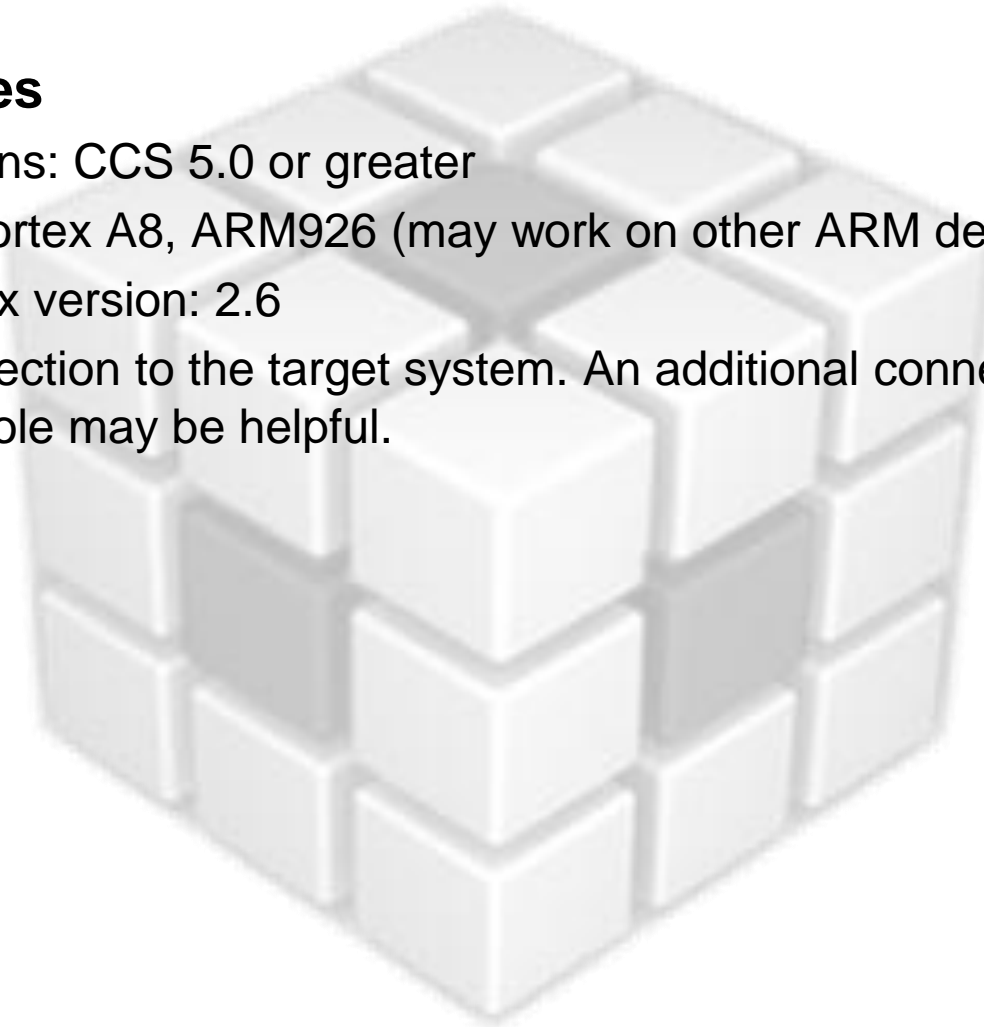 es
ns: CCS 5.0 or greater
ortex A8, ARM926 (may work on other ARM de
x version: 2.6
ection to the target system. An additional conne
ole may be helpful.